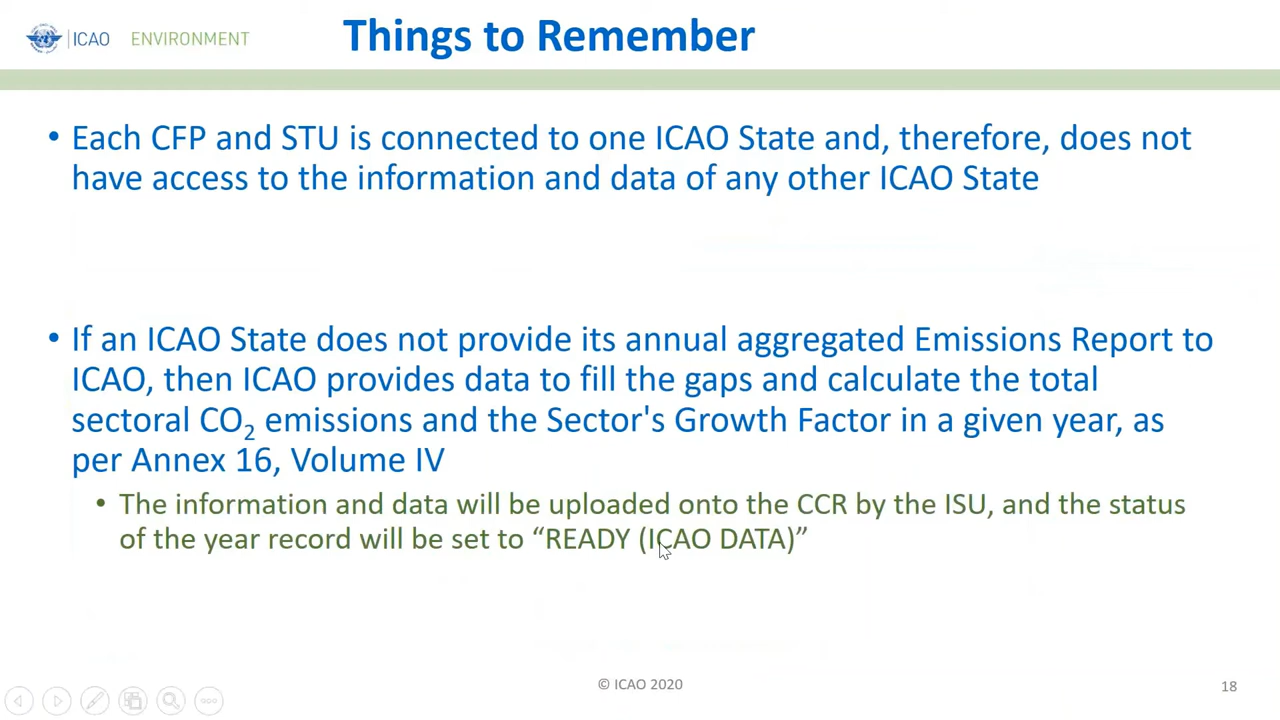 ICAO ENVIRONMENT
Things to Remember
• Each CFP and STU is connected to one ICAO State and, therefore, does not
have access to the information and data of any other ICAO State
• If an ICAO State does not provide its annual aggregated Emissions Report to
ICAO, then ICAO provides data to fill the gaps and calculate the total
sectoral CO₂ emissions and the Sector's Growth Factor in a given year, as
per Annex 16, Volume IV
• The information and data will be uploaded onto the CCR by the ISU, and the status
of the year record will be set to “READY (ICAO DATA)”
© ICAO 2020
18